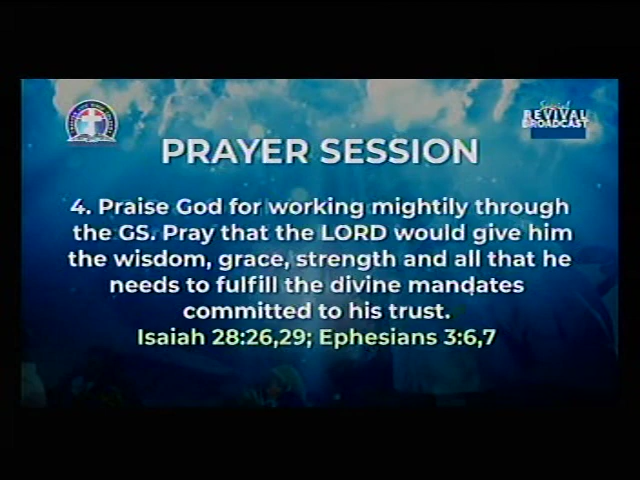 Special
REVIVAL
BROADCAST
PRAYER SESSION
4. Praise God for working mightily through
the GS. Pray that the LORD would give him
the wisdom, grace, strength and all that he
needs to fulfill the divine mandates
committed to his trust.
Isaiah 28:26,29; Ephesians 3:6,7